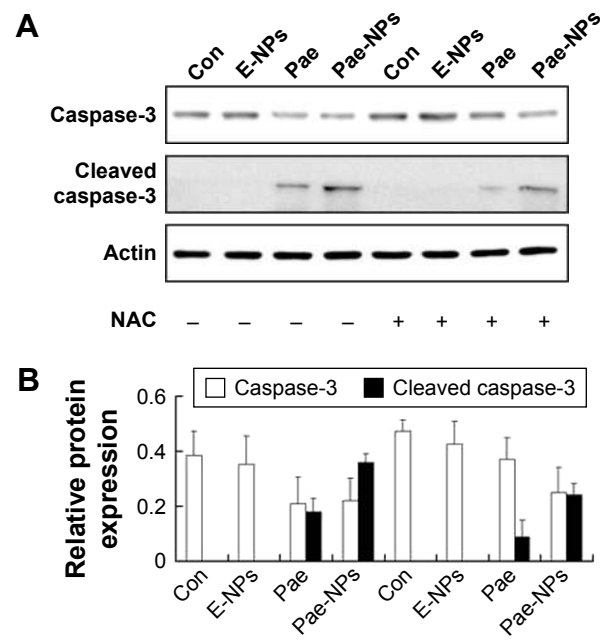 A
Con E-NPs Pae Pae-NPs Con E-NPs Pae Pae-NPs
Caspase-3
Cleaved
caspase-3
Actin
NAC – – – – + + + +
B
Caspase-3 Cleaved caspase-3
Relative protein
expression
0.6
0.4
0.2
0
Con E-NPs Pae Pae-NPs Con E-NPs Pae Pae-NPs